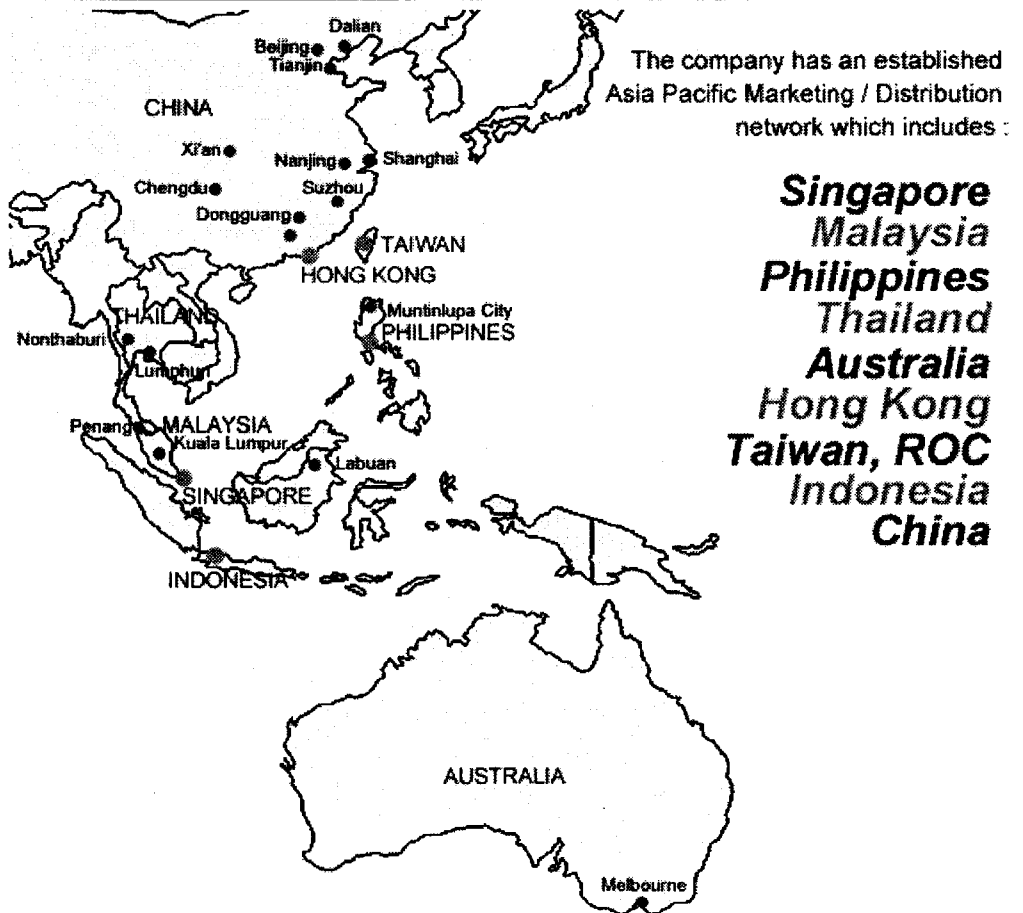 Dalian
Beijing
Tianjin
The company has an established
Asia Pacific Marketing / Distribution
network which includes :
CHINA
Xi'an
Nanjing
Shanghai
Chengdu
Suzhou
Dongguang
TAIWAN
HONG KONG
Singapore
Malaysia
Philippines
Thailand
Australia
Hong Kong
Taiwan, ROC
Indonesia
China
THAILAND
Muntinlupa City
PHILIPPINES
Nonthaburi
Lumphun
Penang
MALAYSIA
Kuala Lumpur
Labuan
SINGAPORE
INDONESIA
AUSTRALIA
Melbourne